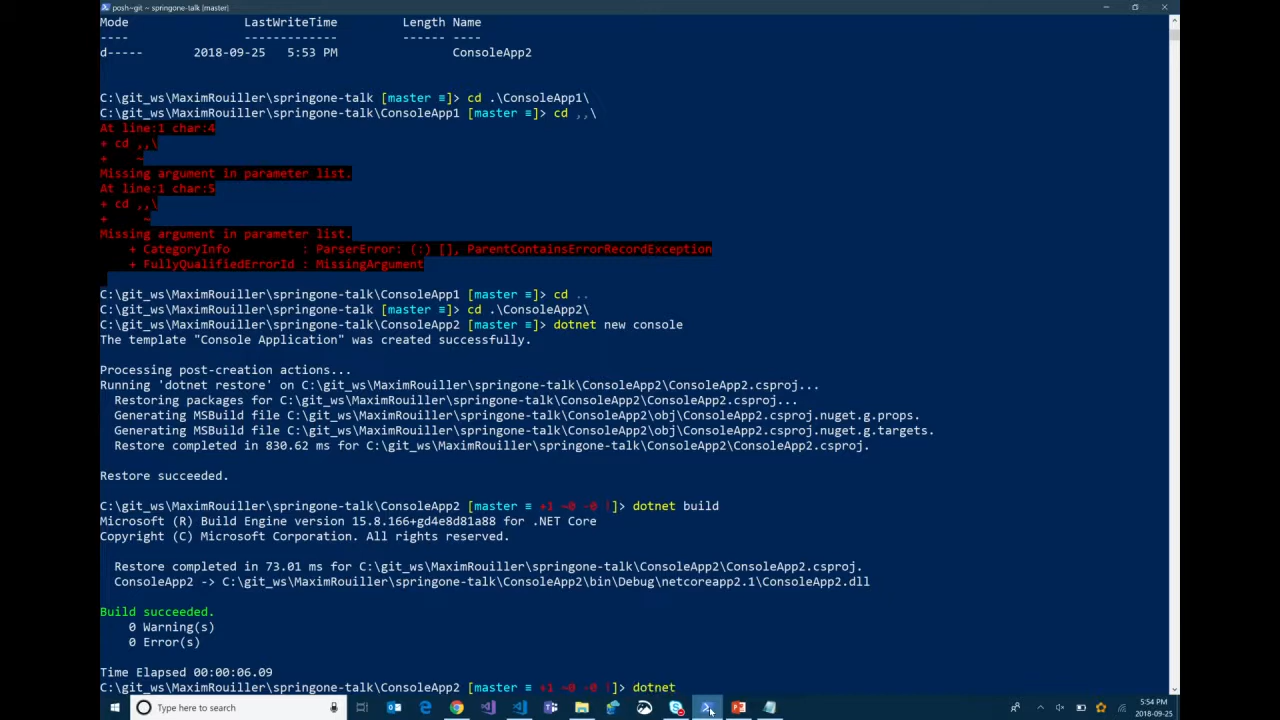 posh~git ~ springone-talk [master]
Mode                LastWriteTime         Length Name
----                -------------         ------ ----
d-----       2018-09-25   5:53 PM                ConsoleApp2
C:\git_ws\MaximRouiller\springone-talk [master ≡]> cd .\ConsoleApp1\
C:\git_ws\MaximRouiller\springone-talk\ConsoleApp1 [master ≡]> cd ,,\
At line:1 char:4
+ cd ,,\
+    ~
Missing argument in parameter list.
At line:1 char:5
+ cd ,,\
+     ~
Missing argument in parameter list.
    + CategoryInfo          : ParserError: (:) [], ParentContainsErrorRecordException
    + FullyQualifiedErrorId : MissingArgument
C:\git_ws\MaximRouiller\springone-talk\ConsoleApp1 [master ≡]> cd ..
C:\git_ws\MaximRouiller\springone-talk [master ≡]> cd .\ConsoleApp2\
C:\git_ws\MaximRouiller\springone-talk\ConsoleApp2 [master ≡]> dotnet new console
The template "Console Application" was created successfully.
Processing post-creation actions...
Running 'dotnet restore' on C:\git_ws\MaximRouiller\springone-talk\ConsoleApp2\ConsoleApp2.csproj...
  Restoring packages for C:\git_ws\MaximRouiller\springone-talk\ConsoleApp2\ConsoleApp2.csproj...
  Generating MSBuild file C:\git_ws\MaximRouiller\springone-talk\ConsoleApp2\obj\ConsoleApp2.csproj.nuget.g.props.
  Generating MSBuild file C:\git_ws\MaximRouiller\springone-talk\ConsoleApp2\obj\ConsoleApp2.csproj.nuget.g.targets.
  Restore completed in 830.62 ms for C:\git_ws\MaximRouiller\springone-talk\ConsoleApp2\ConsoleApp2.csproj.
Restore succeeded.
C:\git_ws\MaximRouiller\springone-talk\ConsoleApp2 [master ≡ +1 ~0 -0 !]> dotnet build
Microsoft (R) Build Engine version 15.8.166+gd4e8d81a88 for .NET Core
Copyright (C) Microsoft Corporation. All rights reserved.
  Restore completed in 73.01 ms for C:\git_ws\MaximRouiller\springone-talk\ConsoleApp2\ConsoleApp2.csproj.
  ConsoleApp2 -> C:\git_ws\MaximRouiller\springone-talk\ConsoleApp2\bin\Debug\netcoreapp2.1\ConsoleApp2.dll
Build succeeded.
    0 Warning(s)
    0 Error(s)
Time Elapsed 00:00:06.09
C:\git_ws\MaximRouiller\springone-talk\ConsoleApp2 [master ≡ +1 ~0 -0 !]> dotnet
Type here to search
5:54 PM
2018-09-25